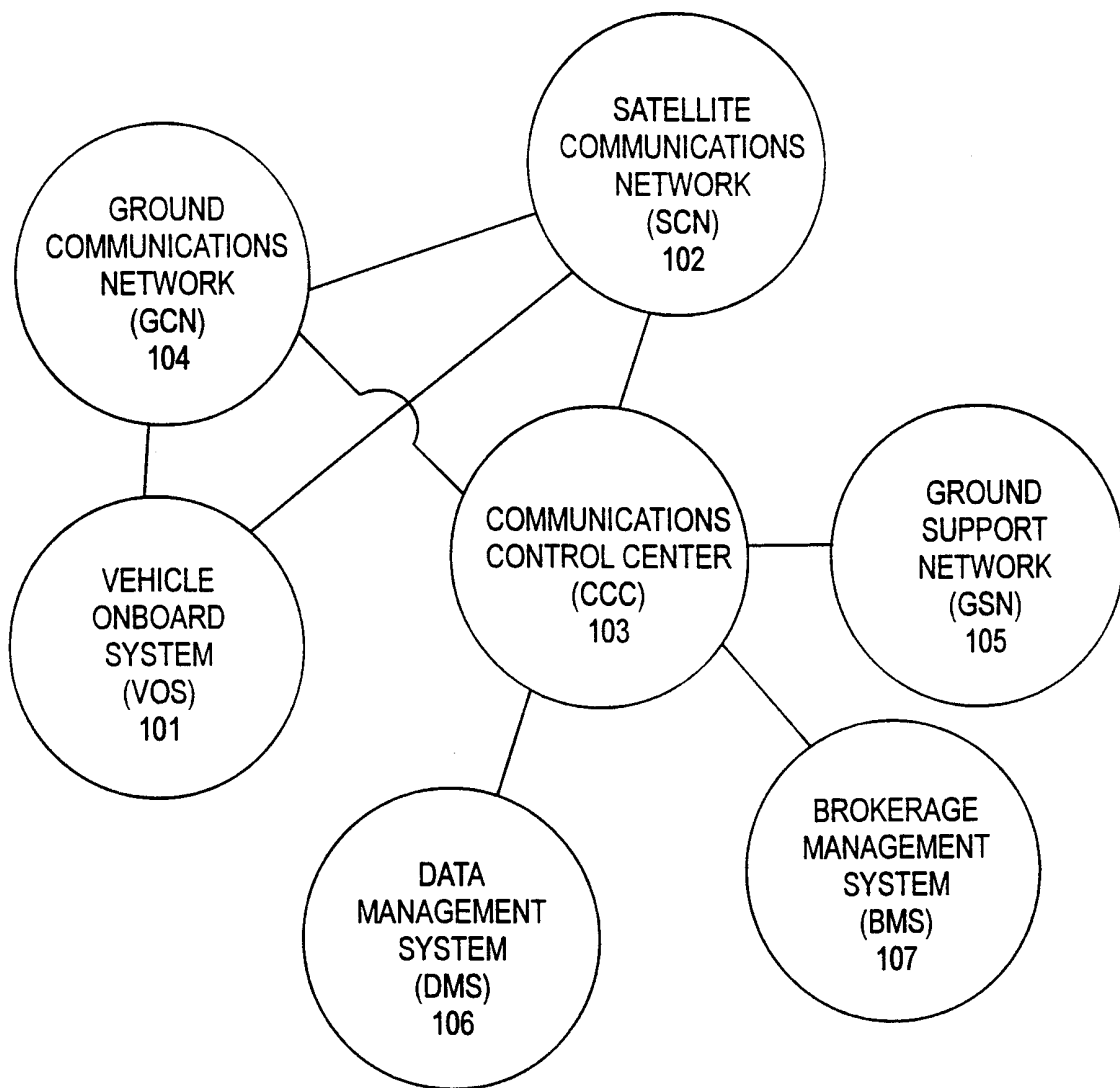 SATELLITE
COMMUNICATIONS
NETWORK
(SCN)
102
GROUND
COMMUNICATIONS
NETWORK
(GCN)
104
COMMUNICATIONS
CONTROL CENTER
(CCC)
103
GROUND
SUPPORT
NETWORK
(GSN)
105
VEHICLE
ONBOARD
SYSTEM
(VOS)
101
BROKERAGE
MANAGEMENT
SYSTEM
(BMS)
107
DATA
MANAGEMENT
SYSTEM
(DMS)
106